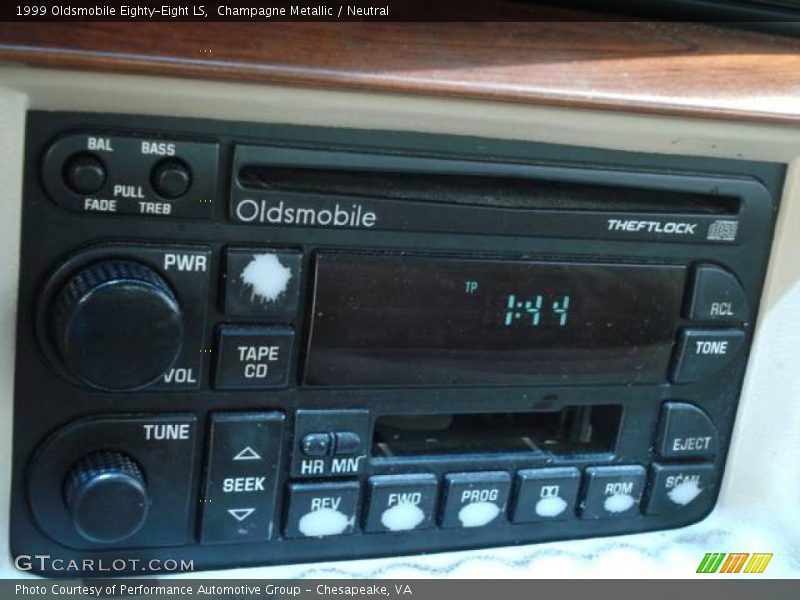 1999 Oldsmobile Eighty-Eight LS,  Champagne Metallic / Neutral
BAL BASS
PULL
FADE TREB
Oldsmobile
THEFTLOCK
DISC
PWR
VOL
TP
1:44
RCL
TAPE
CD
TONE
TUNE
SEEK
HR MN
EJECT
REV FWD PROG RDM SCAN
GTCARLOT.COM
Photo Courtesy of Performance Automotive Group - Chesapeake, VA